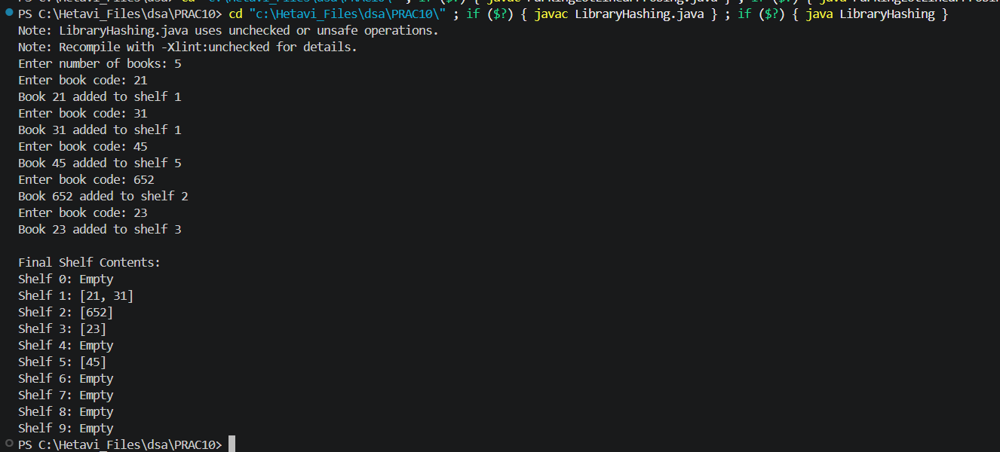 PS C:\Hetavi_Files\dsa\PRAC10> cd "c:\Hetavi_Files\dsa\PRAC10\" ; if ($?) { javac LibraryHashing.java } ; if ($?) { java LibraryHashing }
Note: LibraryHashing.java uses unchecked or unsafe operations.
Note: Recompile with -Xlint:unchecked for details.
Enter number of books: 5
Enter book code: 21
Book 21 added to shelf 1
Enter book code: 31
Book 31 added to shelf 1
Enter book code: 45
Book 45 added to shelf 5
Enter book code: 652
Book 652 added to shelf 2
Enter book code: 23
Book 23 added to shelf 3
Final Shelf Contents:
Shelf 0: Empty
Shelf 1: [21, 31]
Shelf 2: [652]
Shelf 3: [23]
Shelf 4: Empty
Shelf 5: [45]
Shelf 6: Empty
Shelf 7: Empty
Shelf 8: Empty
Shelf 9: Empty
PS C:\Hetavi_Files\dsa\PRAC10>